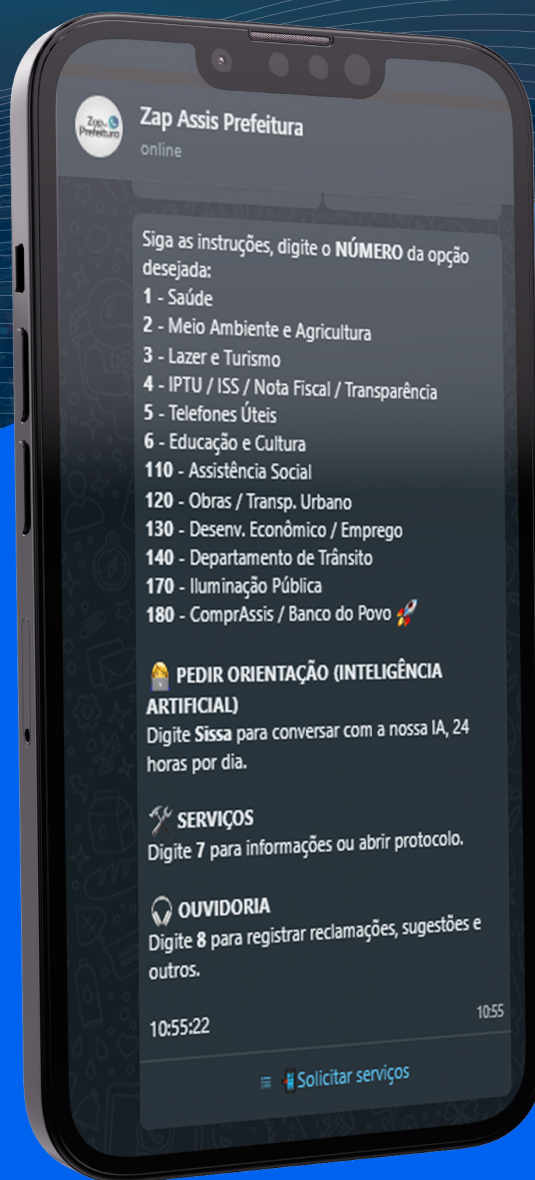 Zap
Prefeitura
Zap Assis Prefeitura
online
Siga as instruções, digite o NÚMERO da opção
desejada:
1 - Saúde
2 - Meio Ambiente e Agricultura
3 - Lazer e Turismo
4 - IPTU / ISS / Nota Fiscal / Transparência
5 - Telefones Úteis
6 - Educação e Cultura
110 - Assistência Social
120 - Obras / Transp. Urbano
130 - Desenv. Econômico / Emprego
140 - Departamento de Trânsito
170 - Iluminação Pública
180 - ComprAssis / Banco do Povo 🚀
PEDIR ORIENTAÇÃO (INTELIGÊNCIA
ARTIFICIAL)
Digite Sissa para conversar com a nossa IA, 24
horas por dia.
SERVIÇOS
Digite 7 para informações ou abrir protocolo.
OUVIDORIA
Digite 8 para registrar reclamações, sugestões e
outros.
10:55:22
10:55
Solicitar serviços